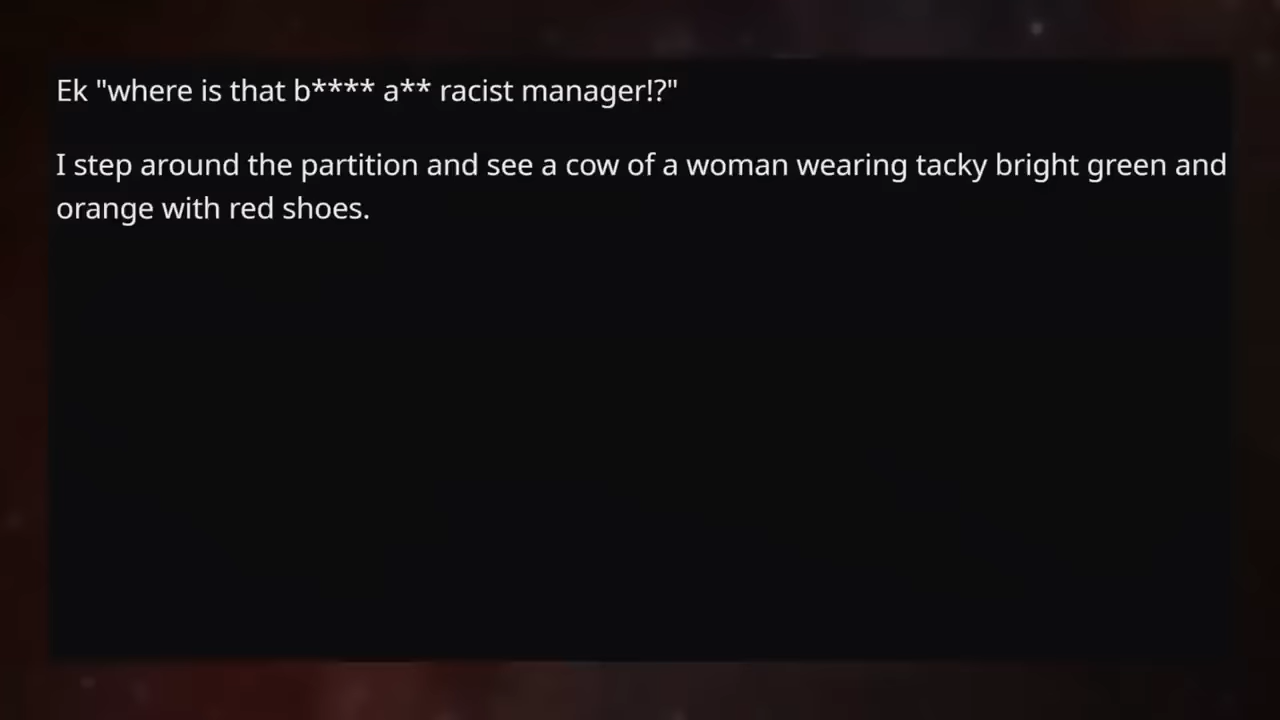 Ek "where is that b**** a** racist manager!?"
I step around the partition and see a cow of a woman wearing tacky bright green and
orange with red shoes.